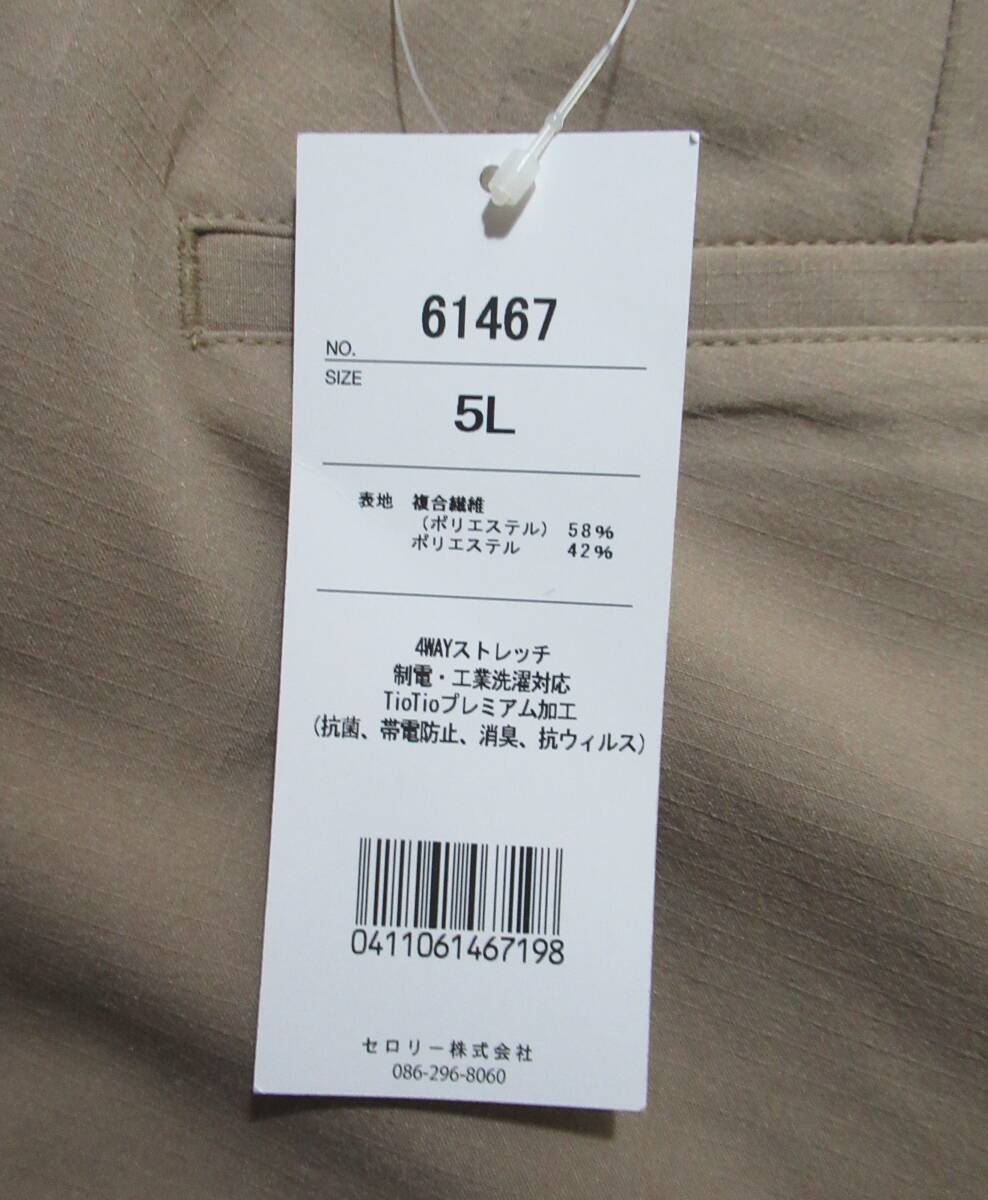 61467
NO.
SIZE
5L
表地 複合繊維
（ポリエステル） 58%
ポリエステル 42%
4WAYストレッチ
制電・工業洗濯対応
TioTioプレミアム加工
（抗菌、帯電防止、消臭、抗ウィルス）
0411061467198
セロリー株式会社
086-296-8060